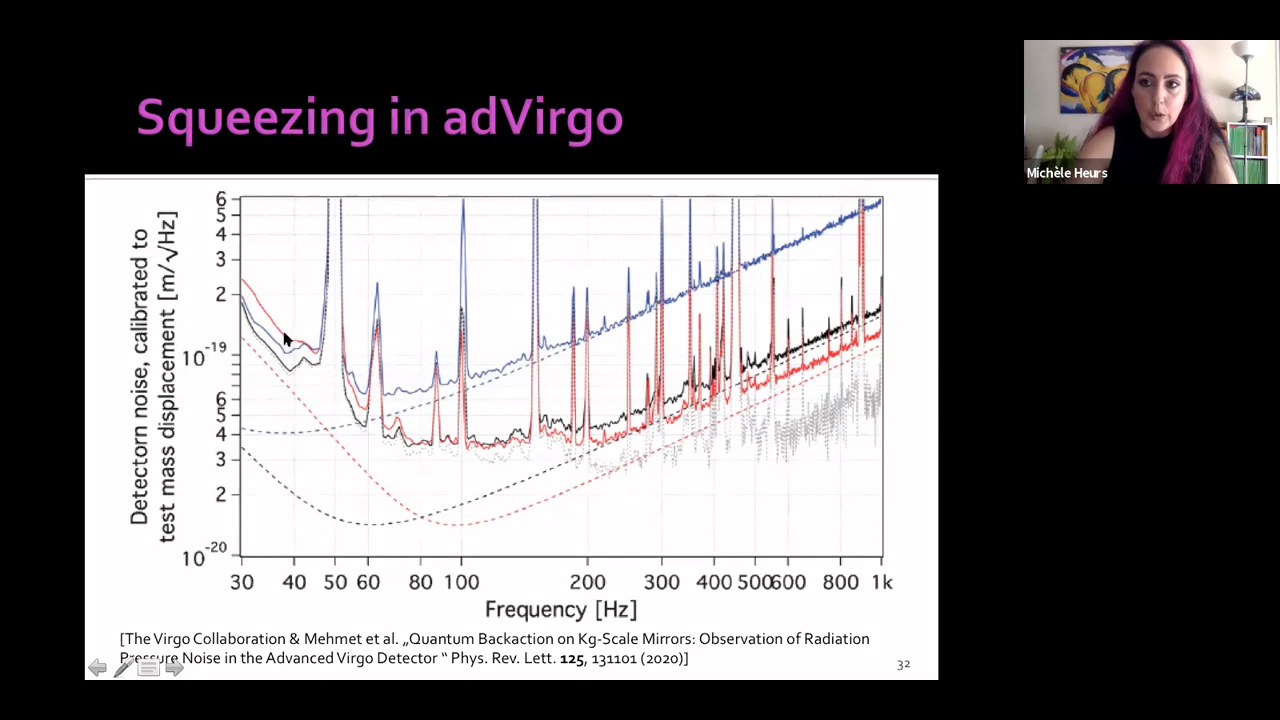 Squeezing in adVirgo
Michèle Heurs
Detectorn noise, calibrated to
test mass displacement [m/√Hz]
6
5
4
3
2
10-19
6
5
4
3
2
10-20
30 40 50 60 80 100 200 300 400 500 600 800 1k
Frequency [Hz]
[The Virgo Collaboration & Mehmet et al. „Quantum Backaction on Kg-Scale Mirrors: Observation of Radiation
Pressure Noise in the Advanced Virgo Detector “ Phys. Rev. Lett. 125, 131101 (2020)]
32